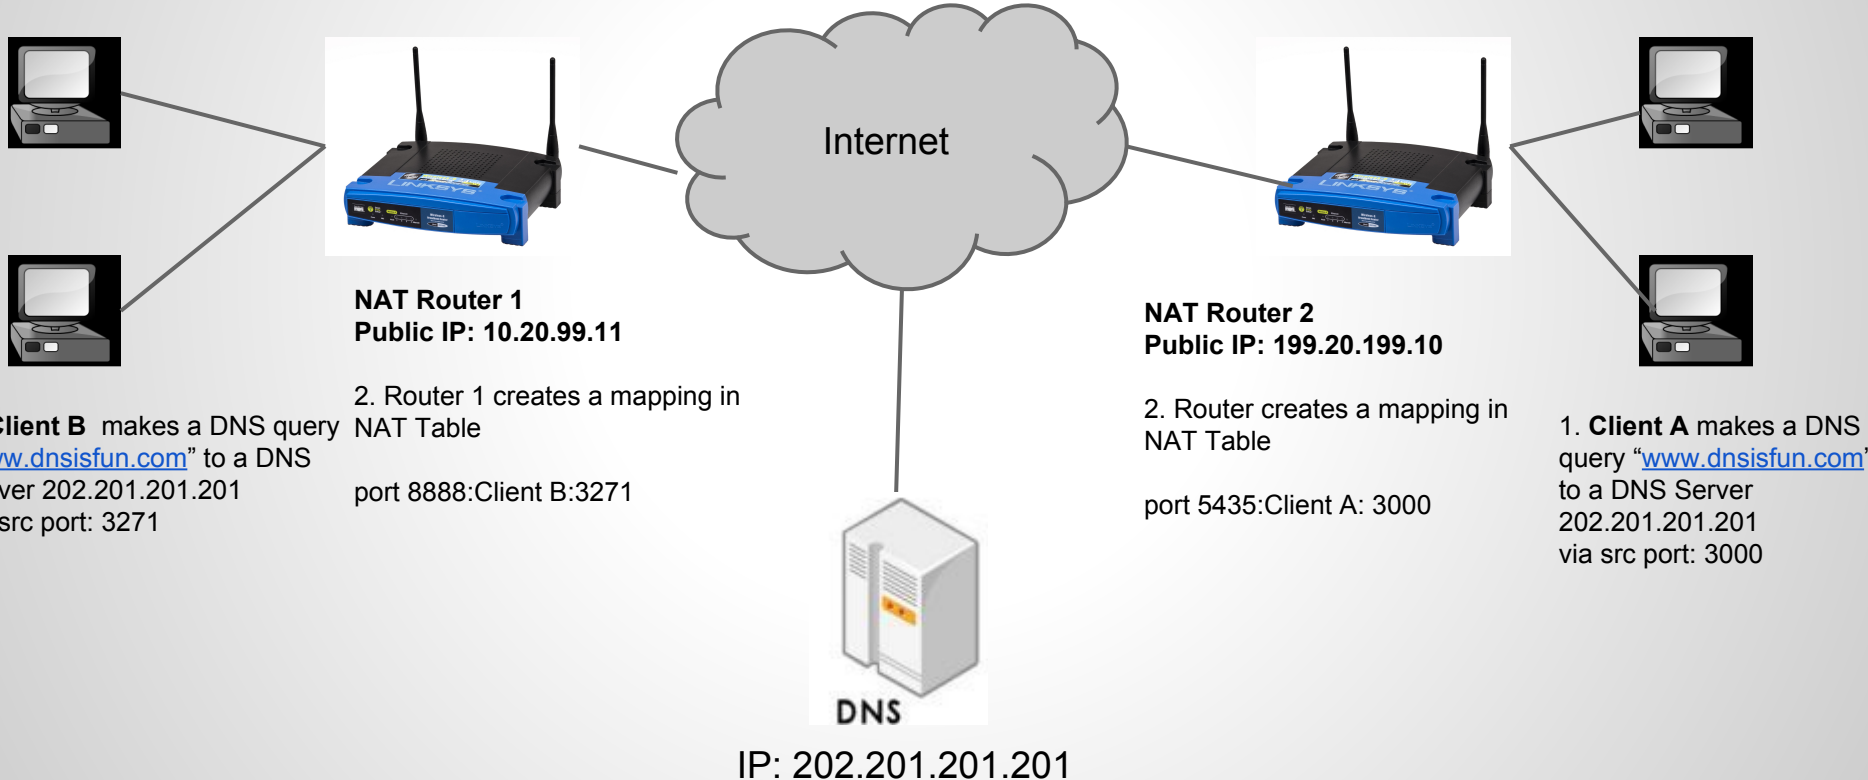 Internet
LINKSYS
LINKSYS
NAT Router 1
Public IP: 10.20.99.11
2. Router 1 creates a mapping in
NAT Table
port 8888:Client B:3271
NAT Router 2
Public IP: 199.20.199.10
2. Router creates a mapping in
NAT Table
port 5435:Client A: 3000
Client B makes a DNS query
ww.dnsisfun.com” to a DNS
ver 202.201.201.201
src port: 3271
1. Client A makes a DNS
query “www.dnsisfun.com”
to a DNS Server
202.201.201.201
via src port: 3000
DNS
IP: 202.201.201.201